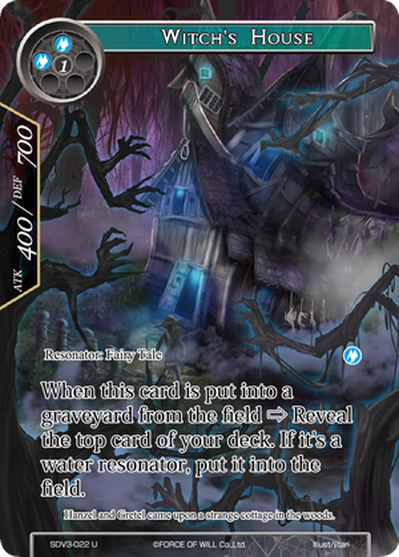 WITCH'S HOUSE
1
ATK 400 / DEF 700
Resonator: Fairy Tale
When this card is put into a
graveyard from the field ⇨ Reveal
the top card of your deck. If it's a
water resonator, put it into the
field.
Hanzel and Gretel came upon a strange cottage in the woods.
SDV3-022 U
©FORCE OF WILL Co.,Ltd.